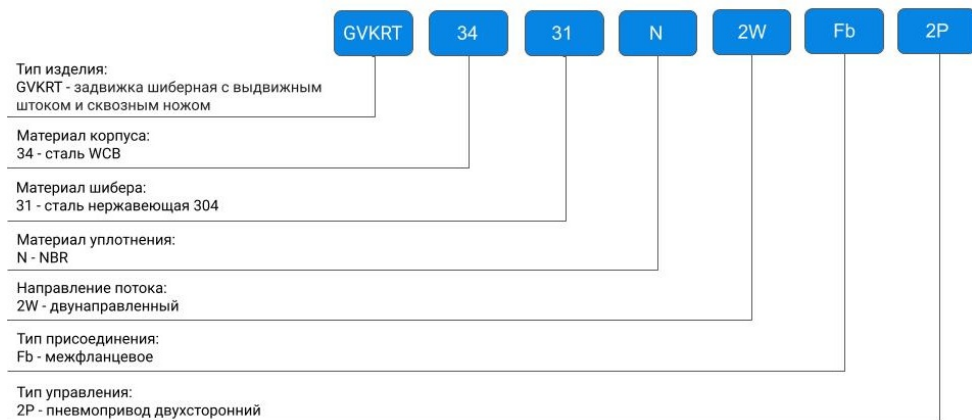 GVKRT 34 31 N 2W Fb 2P
Тип изделия:
GVKRT - задвижка шиберная с выдвижным
штоком и сквозным ножом
Материал корпуса:
34 - сталь WCB
Материал шибера:
31 - сталь нержавеющая 304
Материал уплотнения:
N - NBR
Направление потока:
2W - двунаправленный
Тип присоединения:
Fb - межфланцевое
Тип управления:
2P - пневмопривод двухсторонний